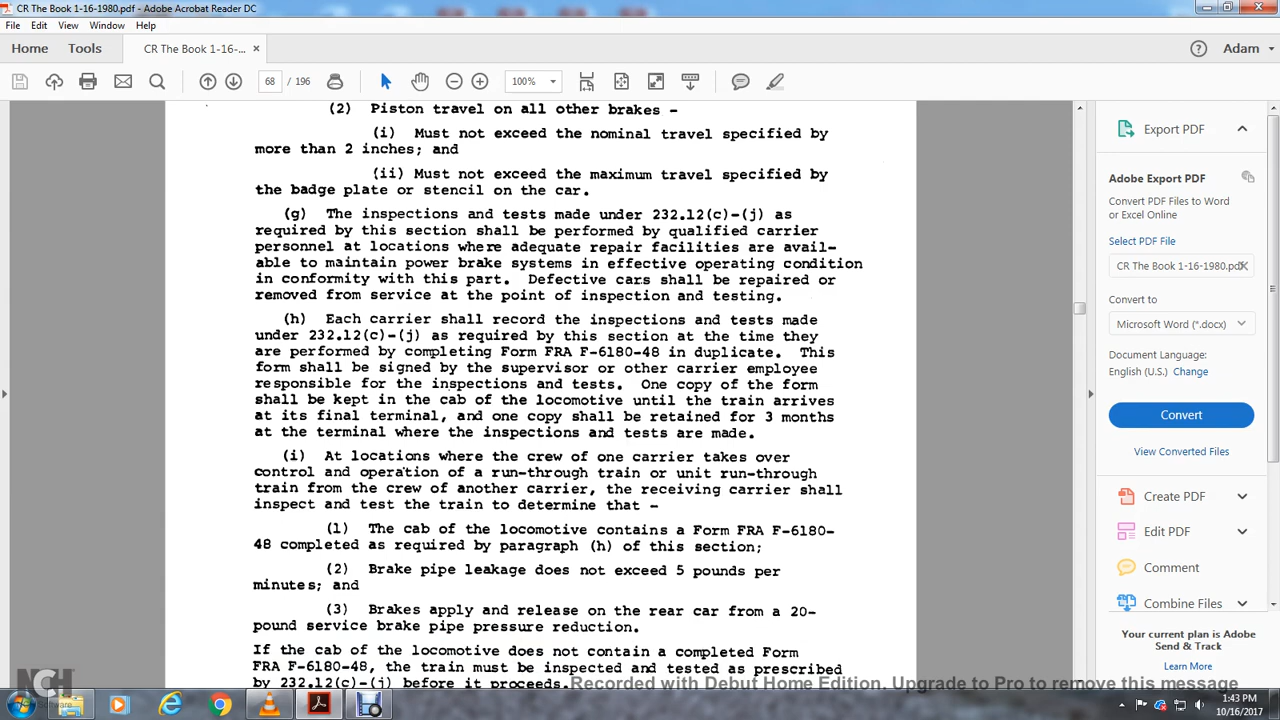 CR The Book 1-16-1980.pdf - Adobe Acrobat Reader DC
File Edit View Window Help
Home Tools CR The Book 1-16-... × Adam
68 / 196 100%
(2) Piston travel on all other brakes -
(i) Must not exceed the nominal travel specified by
more than 2 inches; and
(ii) Must not exceed the maximum travel specified by
the badge plate or stencil on the car.
(g) The inspections and tests made under 232.12(c)-(j) as
required by this section shall be performed by qualified carrier
personnel at locations where adequate repair facilities are avail-
able to maintain power brake systems in effective operating condition
in conformity with this part. Defective cars shall be repaired or
removed from service at the point of inspection and testing.
(h) Each carrier shall record the inspections and tests made
under 232.12(c)-(j) as required by this section at the time they
are performed by completing Form FRA F-6180-48 in duplicate. This
form shall be signed by the supervisor or other carrier employee
responsible for the inspections and tests. One copy of the form
shall be kept in the cab of the locomotive until the train arrives
at its final terminal, and one copy shall be retained for 3 months
at the terminal where the inspections and tests are made.
(i) At locations where the crew of one carrier takes over
control and operation of a run-through train or unit run-through
train from the crew of another carrier, the receiving carrier shall
inspect and test the train to determine that -
(1) The cab of the locomotive contains a Form FRA F-6180-
48 completed as required by paragraph (h) of this section;
(2) Brake pipe leakage does not exceed 5 pounds per
minutes; and
(3) Brakes apply and release on the rear car from a 20-
pound service brake pipe pressure reduction.
If the cab of the locomotive does not contain a completed Form
FRA F-6180-48, the train must be inspected and tested as prescribed
by 232.12(c)-(j) before it proceeds.
Export PDF
Adobe Export PDF
Convert PDF Files to Word
or Excel Online
Select PDF File
CR The Book 1-16-1980.pdf
Convert to
Microsoft Word (*.docx)
Document Language:
English (U.S.) Change
Convert
View Converted Files
Create PDF
Edit PDF
Comment
Combine Files
Your current plan is Adobe
Send & Track
Learn More
NCH Software
Recorded with Debut Home Edition. Upgrade to Pro to remove this message
1:43 PM
10/16/2017